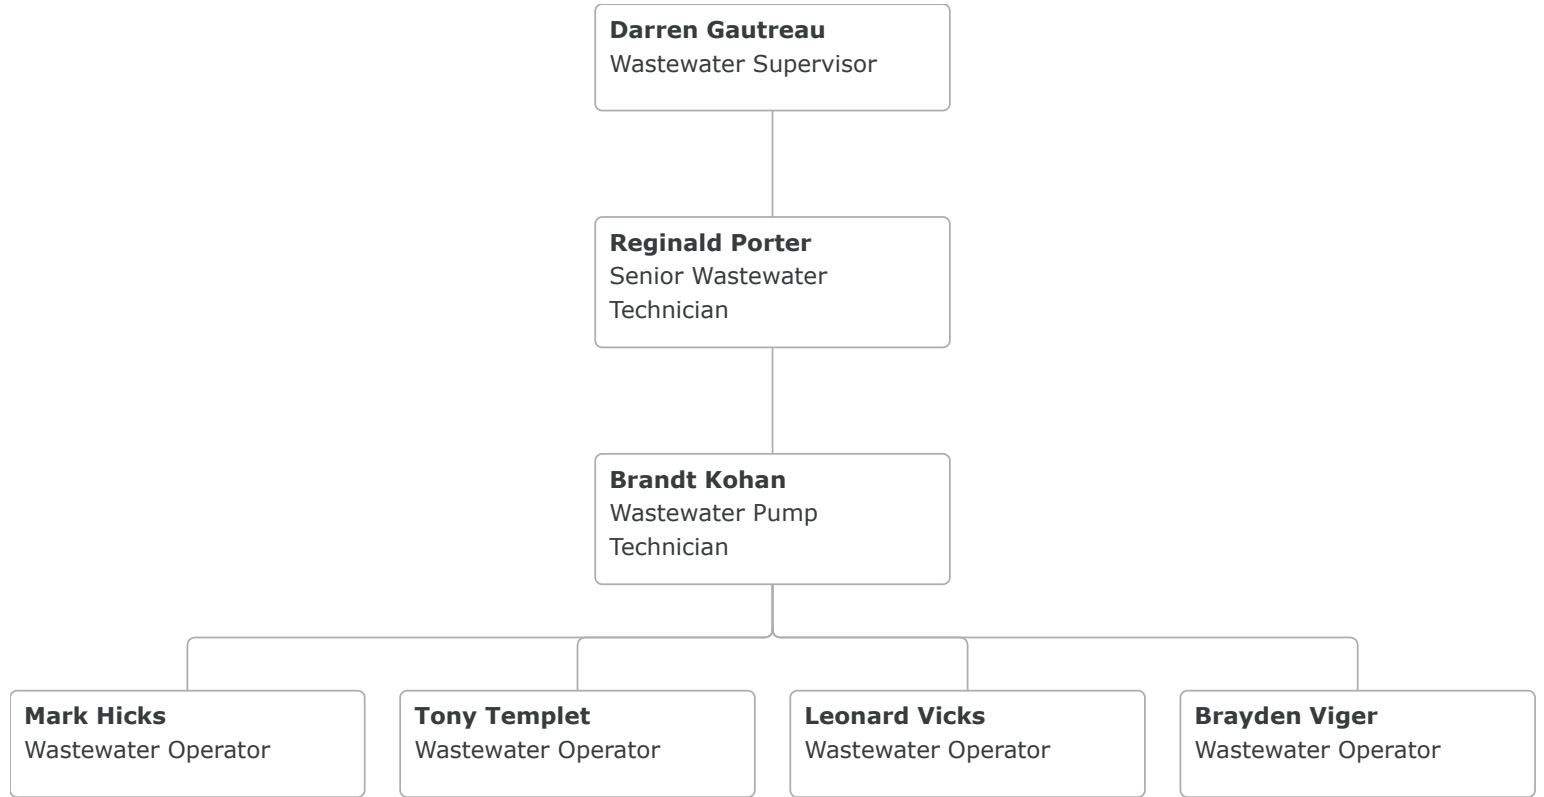 Darren Gautreau
Wastewater Supervisor
Reginald Porter
Senior Wastewater
Technician
Brandt Kohan
Wastewater Pump
Technician
Mark Hicks
Wastewater Operator
Tony Templet
Wastewater Operator
Leonard Vicks
Wastewater Operator
Brayden Viger
Wastewater Operator